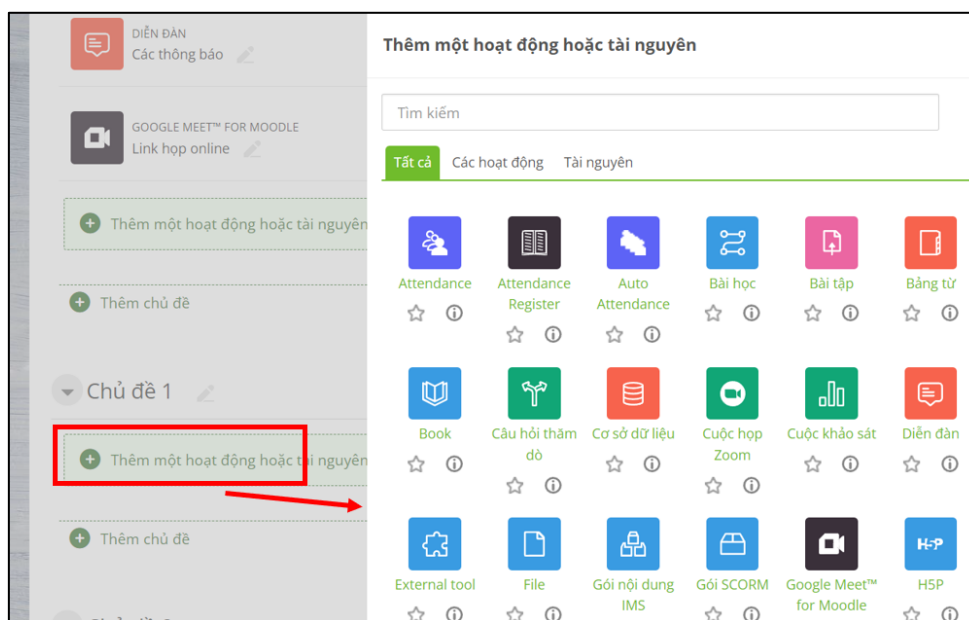 DIỄN ĐÀN
Các thông báo
GOOGLE MEET™ FOR MOODLE
Link họp online
Thêm một hoạt động hoặc tài nguyên
Thêm chủ đề
Chủ đề 1
Thêm một hoạt động hoặc tài nguyên
Thêm chủ đề
Thêm một hoạt động hoặc tài nguyên
Tìm kiếm
Tất cả Các hoạt động Tài nguyên
Attendance
Attendance
Register
Auto
Attendance
Bài học
Bài tập
Bảng từ
Book
Câu hỏi thăm
dò
Cơ sở dữ liệu
Cuộc họp
Zoom
Cuộc khảo sát
Diễn đàn
External tool
File
Gói nội dung
IMS
Gói SCORM
Google Meet™
for Moodle
H5P
H5P